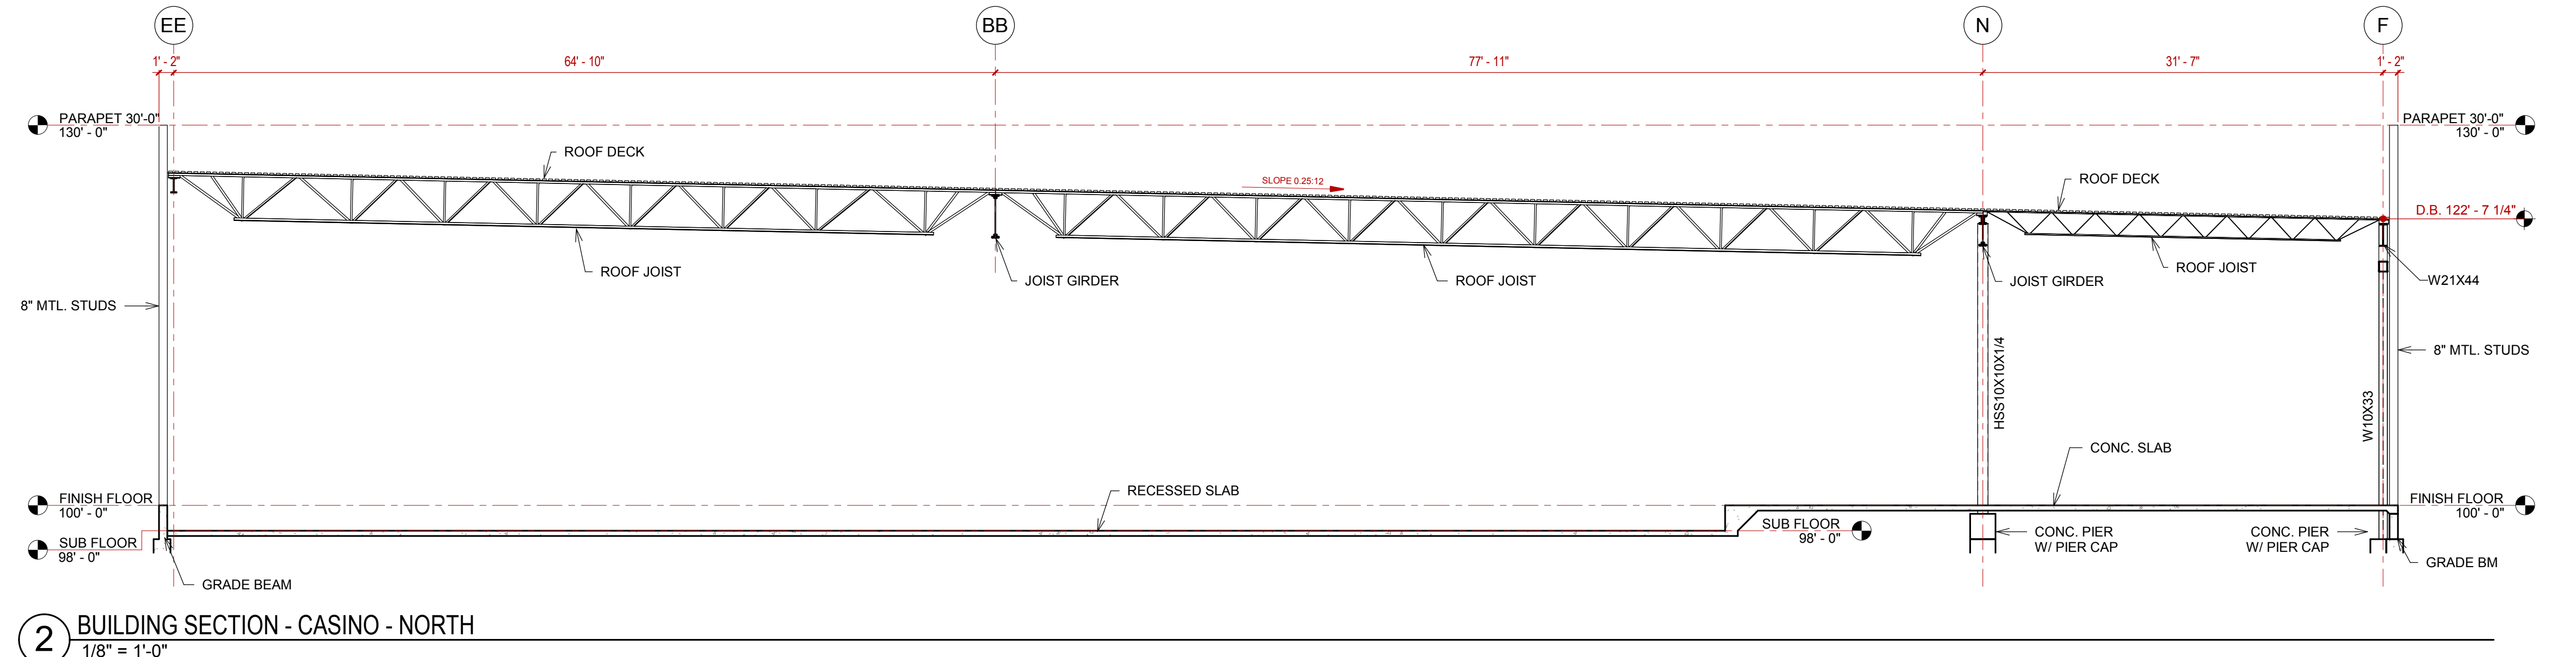 EE
BB
N
F
1' - 2"
64' - 10"
77' - 11"
31' - 7"
1' - 2"
PARAPET 30'-0"
130' - 0"
PARAPET 30'-0"
130' - 0"
ROOF DECK
SLOPE 0.25:12
ROOF DECK
D.B. 122' - 7 1/4"
ROOF JOIST
JOIST GIRDER
ROOF JOIST
JOIST GIRDER
ROOF JOIST
W21X44
8" MTL. STUDS
8" MTL. STUDS
HSS10X10X1/4
W10X33
CONC. SLAB
RECESSED SLAB
FINISH FLOOR
100' - 0"
FINISH FLOOR
100' - 0"
SUB FLOOR
98' - 0"
SUB FLOOR
98' - 0"
CONC. PIER
W/ PIER CAP
CONC. PIER
W/ PIER CAP
GRADE BEAM
GRADE BM
2
BUILDING SECTION - CASINO - NORTH
1/8" = 1'-0"